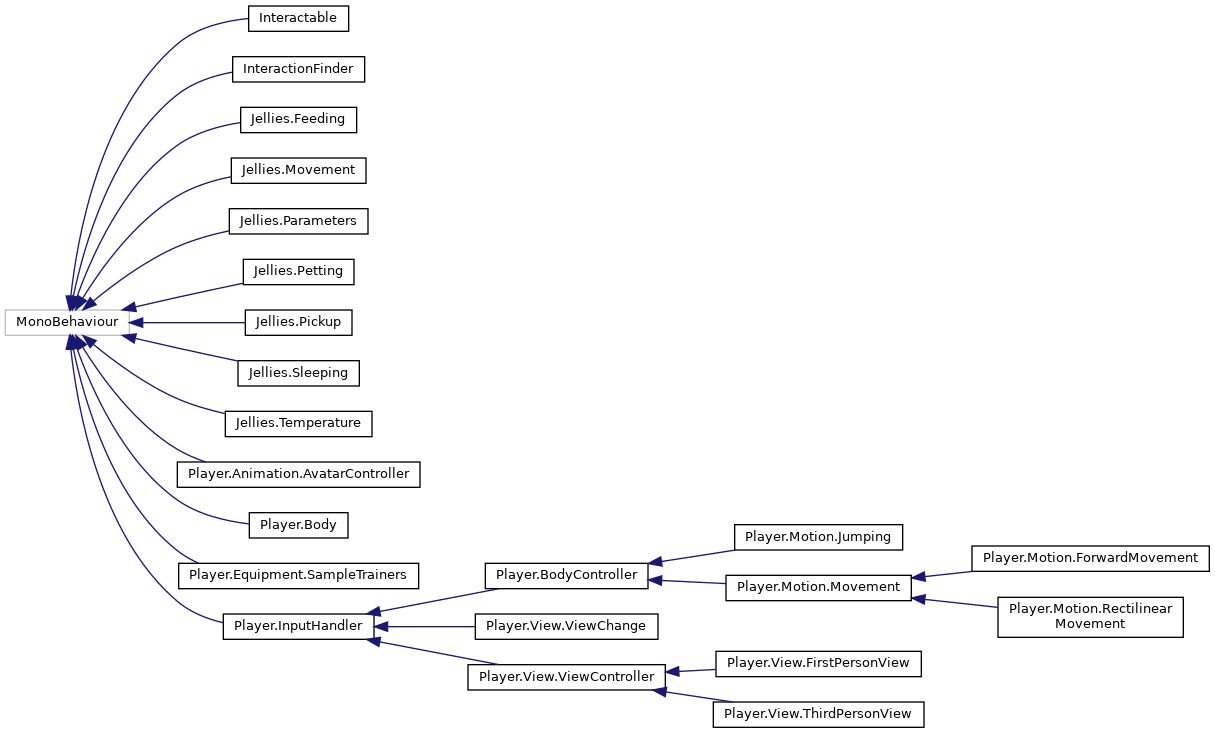 Interactable
InteractionFinder
Jellies.Feeding
Jellies.Movement
Jellies.Parameters
Jellies.Petting
MonoBehaviour
Jellies.Pickup
Jellies.Sleeping
Jellies.Temperature
Player.Animation.AvatarController
Player.Body
Player.Equipment.SampleTrainers
Player.InputHandler
Player.BodyController
Player.Motion.Jumping
Player.Motion.Movement
Player.Motion.ForwardMovement
Player.Motion.Rectilinear
Movement
Player.View.ViewChange
Player.View.ViewController
Player.View.FirstPersonView
Player.View.ThirdPersonView